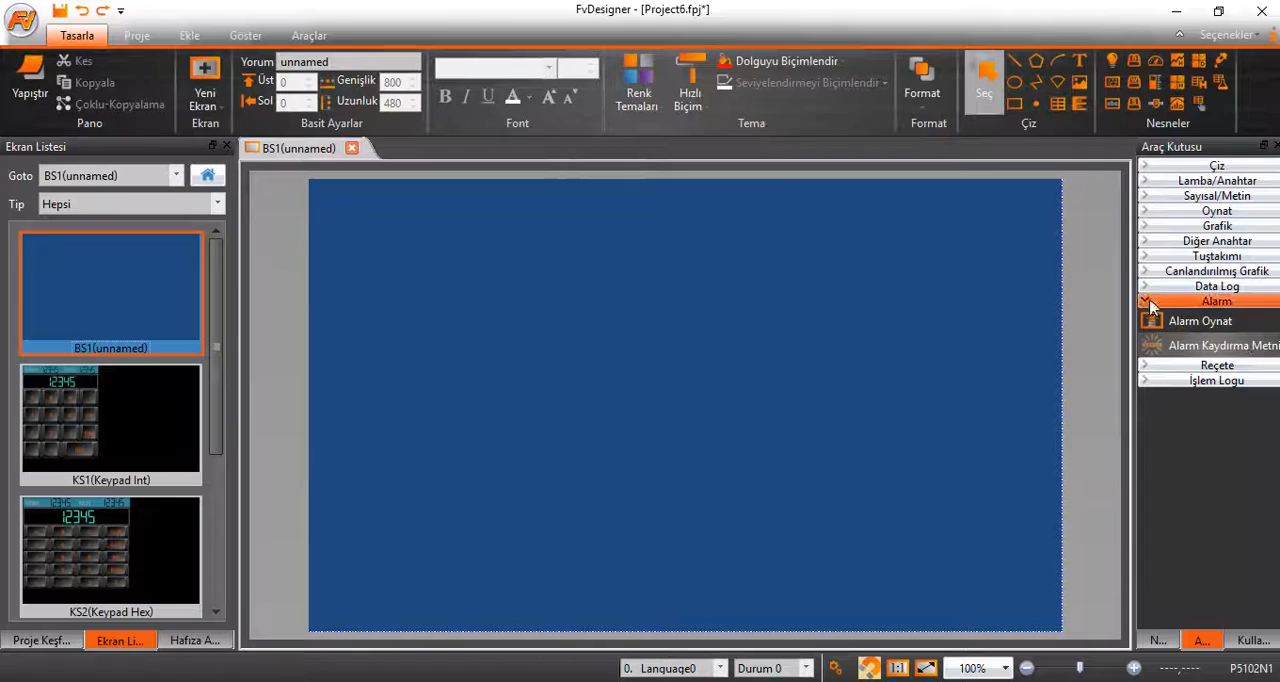 FvDesigner - [Project6.fpj*]
Tasarla Proje Ekle Göster Araçlar Seçenekler
Yapıştır
Kes
Kopyala
Çoklu-Kopyalama
Pano
Yeni
Ekran
Ekran
Yorum unnamed
Üst 0 Genişlik 800
Sol 0 Uzunluk 480
Basit Ayarlar
B I U A A A
Font
Renk
Temaları
Hızlı
Biçim
Dolguyu Biçimlendir
Seviyelendirmeyi Biçimlendir
Tema
Format
Format
Seç
Çiz
Nesneler
Ekran Listesi
Goto BS1(unnamed)
Tip Hepsi
BS1(unnamed)
12345
KS1(Keypad Int)
12345 12345
12345
KS2(Keypad Hex)
Proje Keşf... Ekran Li... Hafıza A...
BS1(unnamed)
Araç Kutusu
Çiz
Lamba/Anahtar
Sayısal/Metin
Oynat
Grafik
Diğer Anahtar
Tuştakımı
Canlandırılmış Grafik
Data Log
Alarm
Alarm Oynat
Alarm Kaydırma Metni
Reçete
İşlem Logu
N... A... Kulla...
0. Language0 Durum 0 1:1 100% ----,---- P5102N1